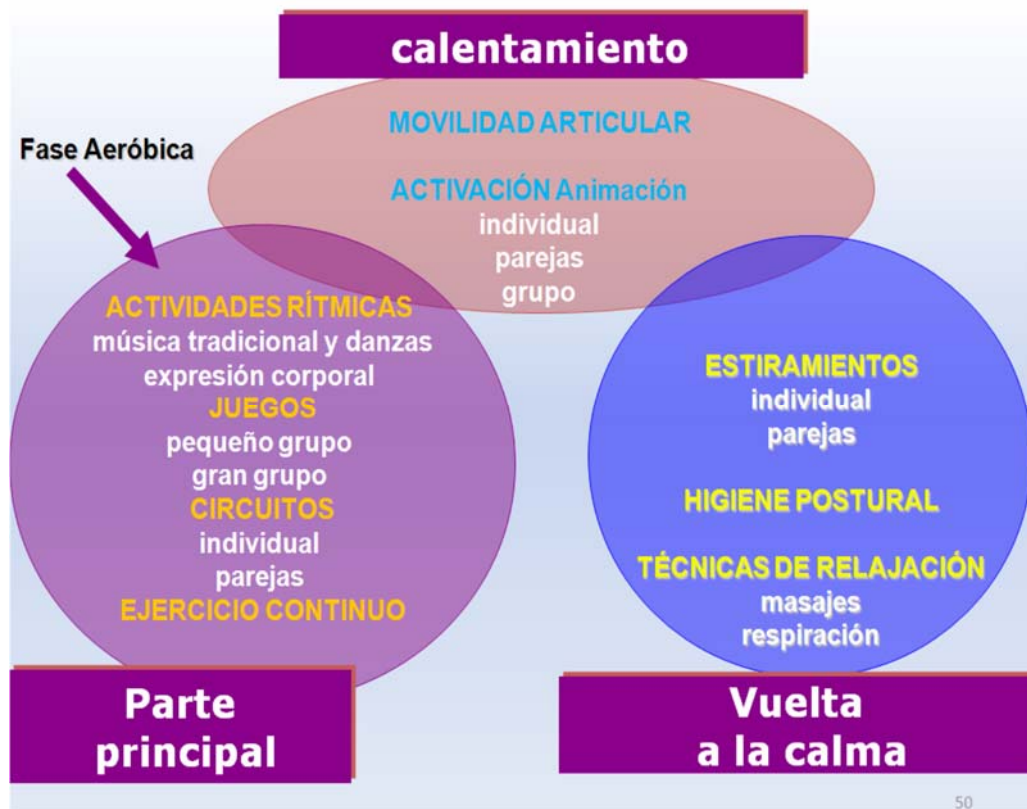 calentamiento
MOVILIDAD ARTICULAR
ACTIVACIÓN Animación
individual
parejas
grupo
Fase Aeróbica
ACTIVIDADES RÍTMICAS
música tradicional y danzas
expresión corporal
JUEGOS
pequeño grupo
gran grupo
CIRCUITOS
individual
parejas
EJERCICIO CONTINUO
Parte
principal
ESTIRAMIENTOS
individual
parejas
HIGIENE POSTURAL
TÉCNICAS DE RELAJACIÓN
masajes
respiración
Vuelta
a la calma
50